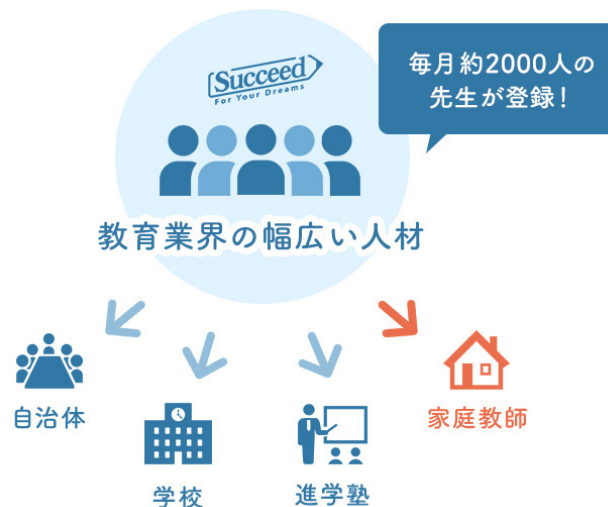 Succeed
For Your Dreams
毎月約2000人の
先生が登録！
教育業界の幅広い人材
自治体
学校
進学塾
家庭教師